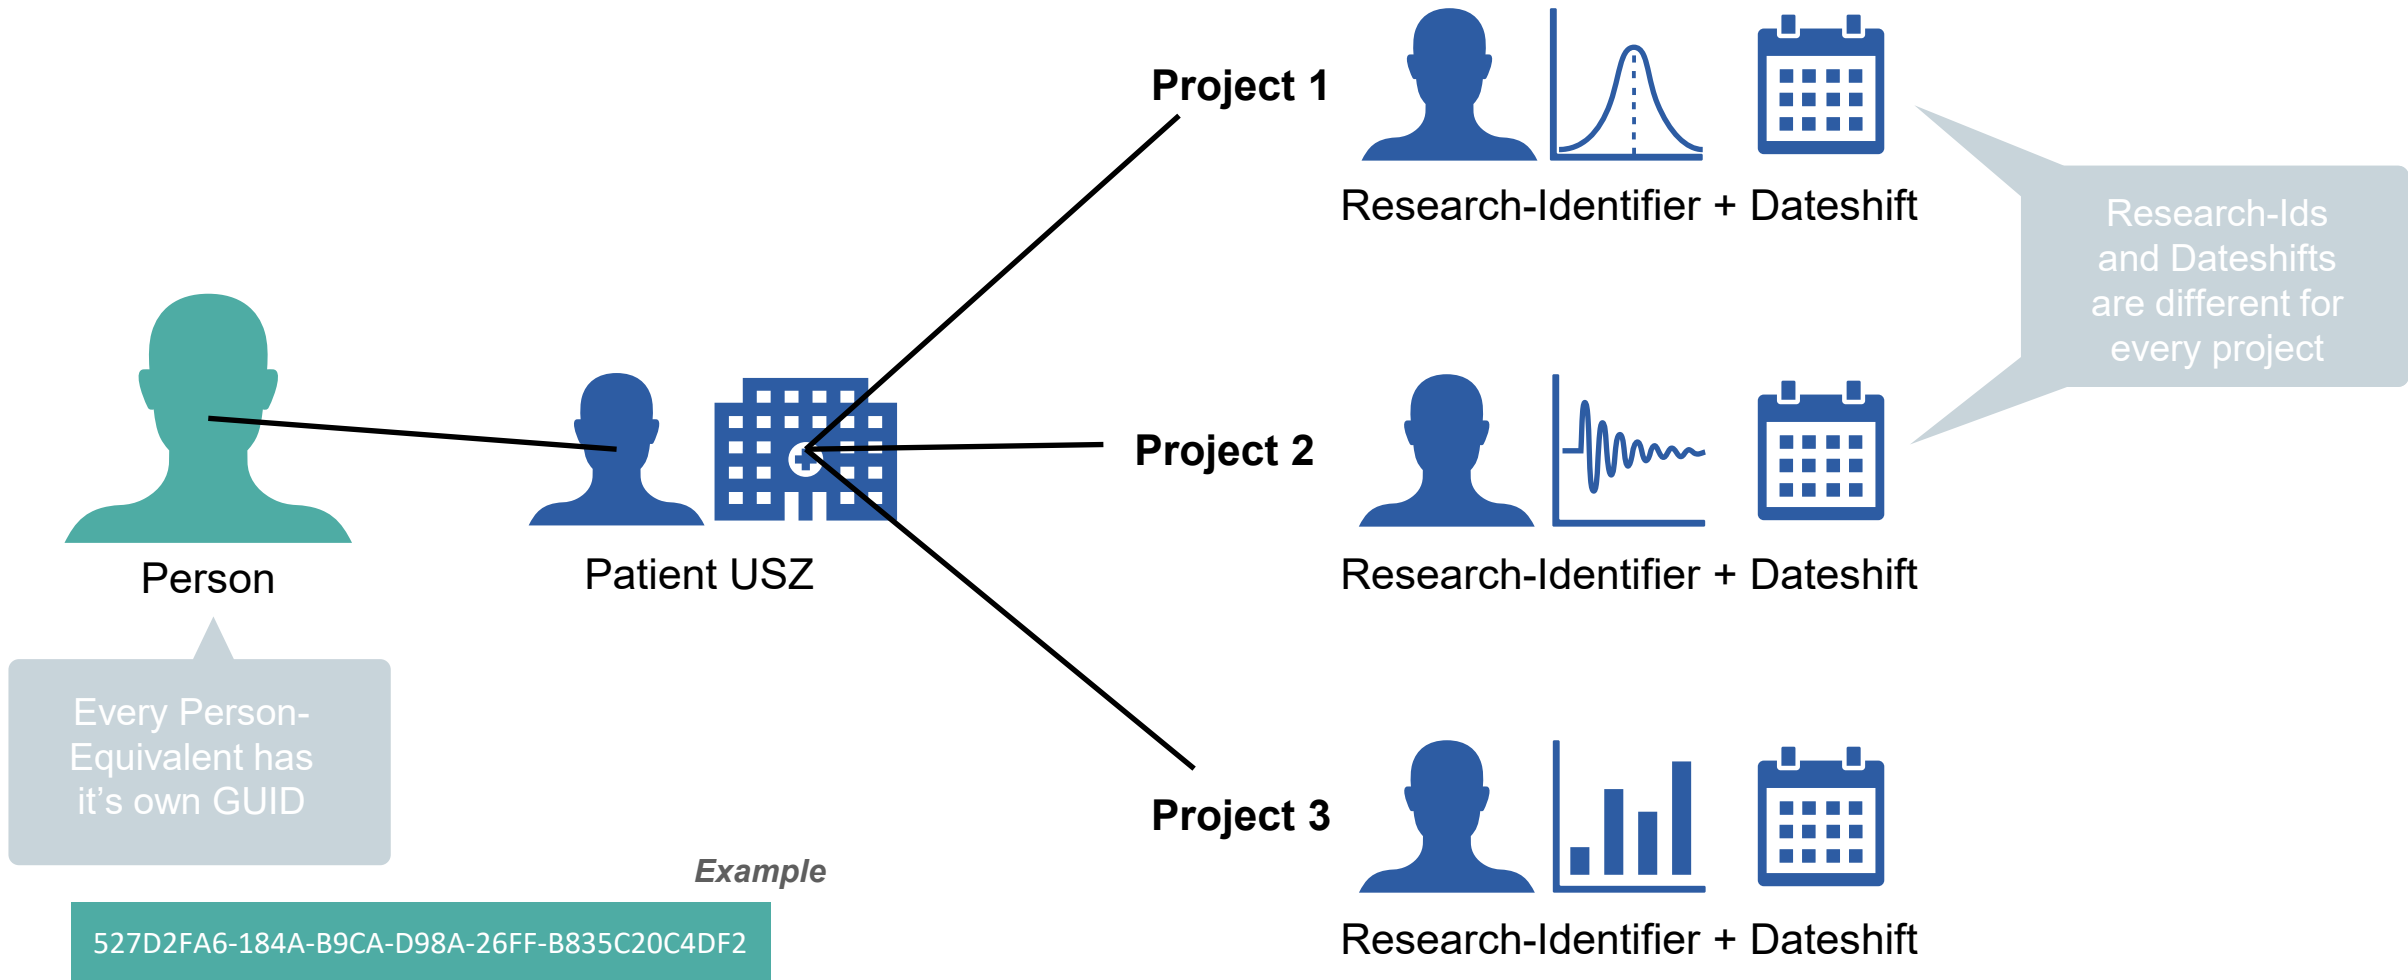 Project 1
Research-Identifier + Dateshift
Research-Ids
and Dateshifts
are different for
every project
Project 2
Research-Identifier + Dateshift
Person
Patient USZ
Every Person-
Equivalent has
it’s own GUID
Project 3
Research-Identifier + Dateshift
Example
527D2FA6-184A-B9CA-D98A-26FF-B835C20C4DF2